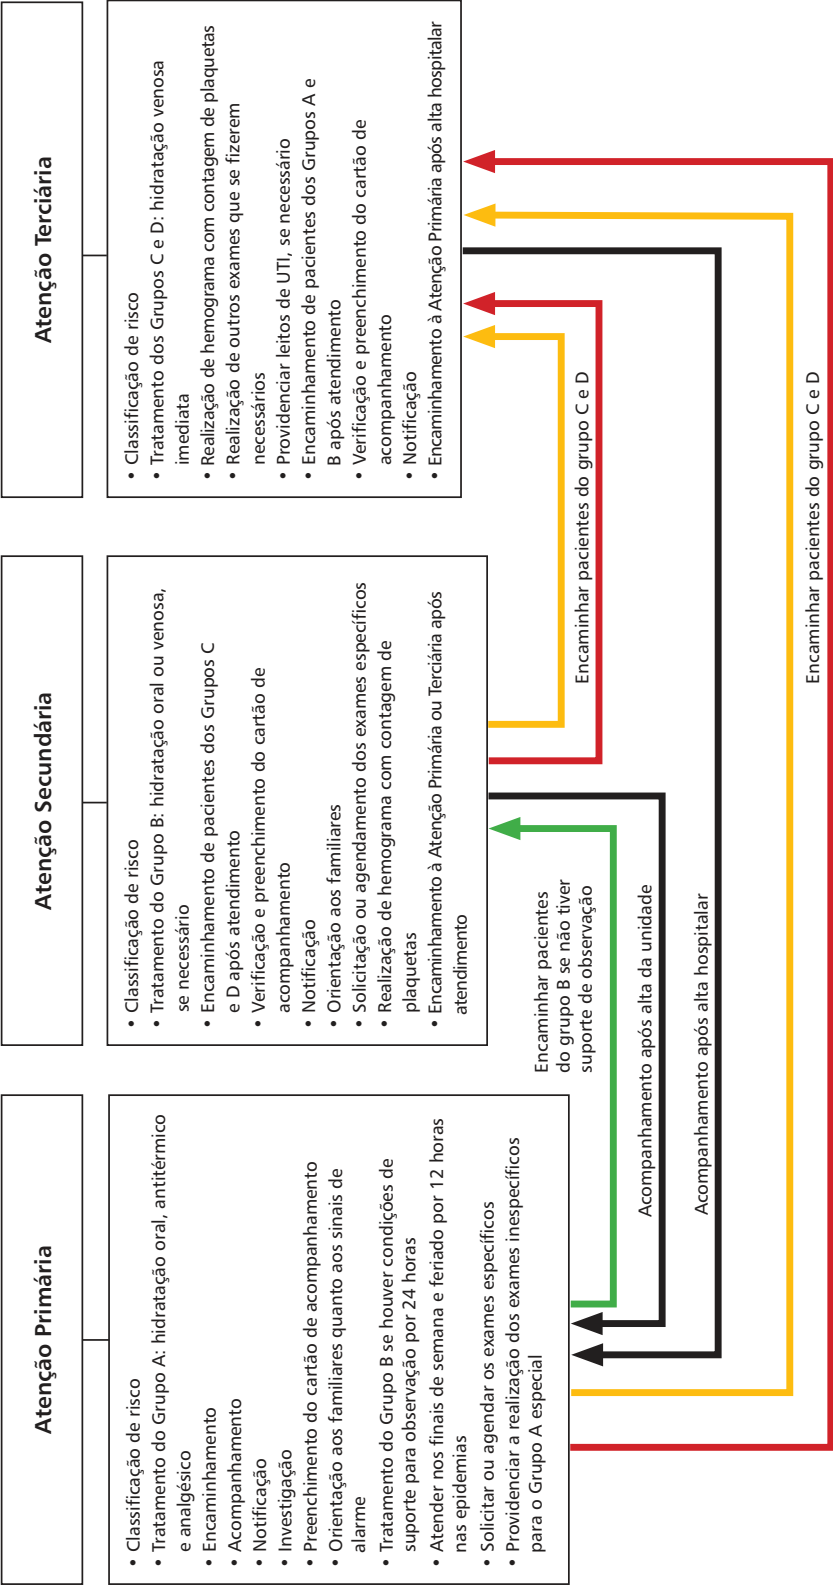 Atenção Primária
• Classificação de risco
• Tratamento do Grupo A: hidratação oral, antitérmico
e analgésico
• Encaminhamento
• Acompanhamento
• Notificação
• Investigação
• Preenchimento do cartão de acompanhamento
• Orientação aos familiares quanto aos sinais de
alarme
• Tratamento do Grupo B se houver condições de
suporte para observação por 24 horas
• Atender nos finais de semana e feriado por 12 horas
nas epidemias
• Solicitar ou agendar os exames específicos
• Providenciar a realização dos exames inespecíficos
para o Grupo A especial
Atenção Secundária
• Classificação de risco
• Tratamento do Grupo B: hidratação oral ou venosa,
se necessário
• Encaminhamento de pacientes dos Grupos C
e D após atendimento
• Verificação e preenchimento do cartão de
acompanhamento
• Notificação
• Orientação aos familiares
• Solicitação ou agendamento dos exames específicos
• Realização de hemograma com contagem de
plaquetas
• Encaminhamento à Atenção Primária ou Terciária após
atendimento
Atenção Terciária
• Classificação de risco
• Tratamento dos Grupos C e D: hidratação venosa
imediata
• Realização de hemograma com contagem de plaquetas
• Realização de outros exames que se fizerem
necessários
• Providenciar leitos de UTI, se necessário
• Encaminhamento de pacientes dos Grupos A e
B após atendimento
• Verificação e preenchimento do cartão de
acompanhamento
• Notificação
• Encaminhamento à Atenção Primária após alta hospitalar
Encaminhar pacientes
do grupo B se não tiver
suporte de observação
Encaminhar pacientes do grupo C e D
Acompanhamento após alta da unidade
Acompanhamento após alta hospitalar
Encaminhar pacientes do grupo C e D